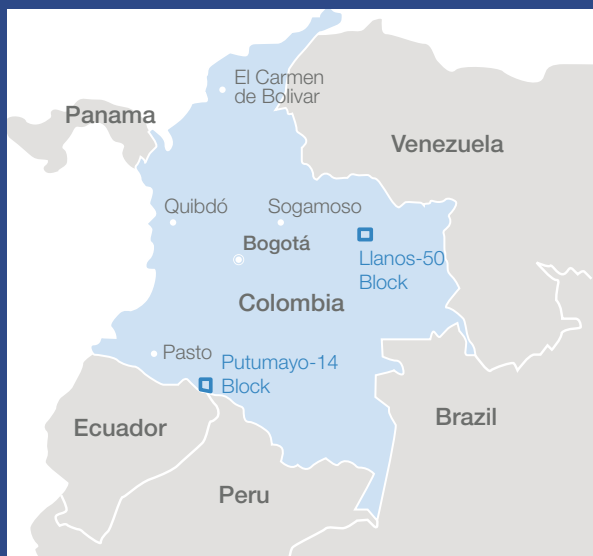 El Carmen
de Bolivar
Panama
Venezuela
Quibdó
Sogamoso
Bogotá
Llanos-50
Block
Colombia
Pasto
Putumayo-14
Block
Ecuador
Brazil
Peru